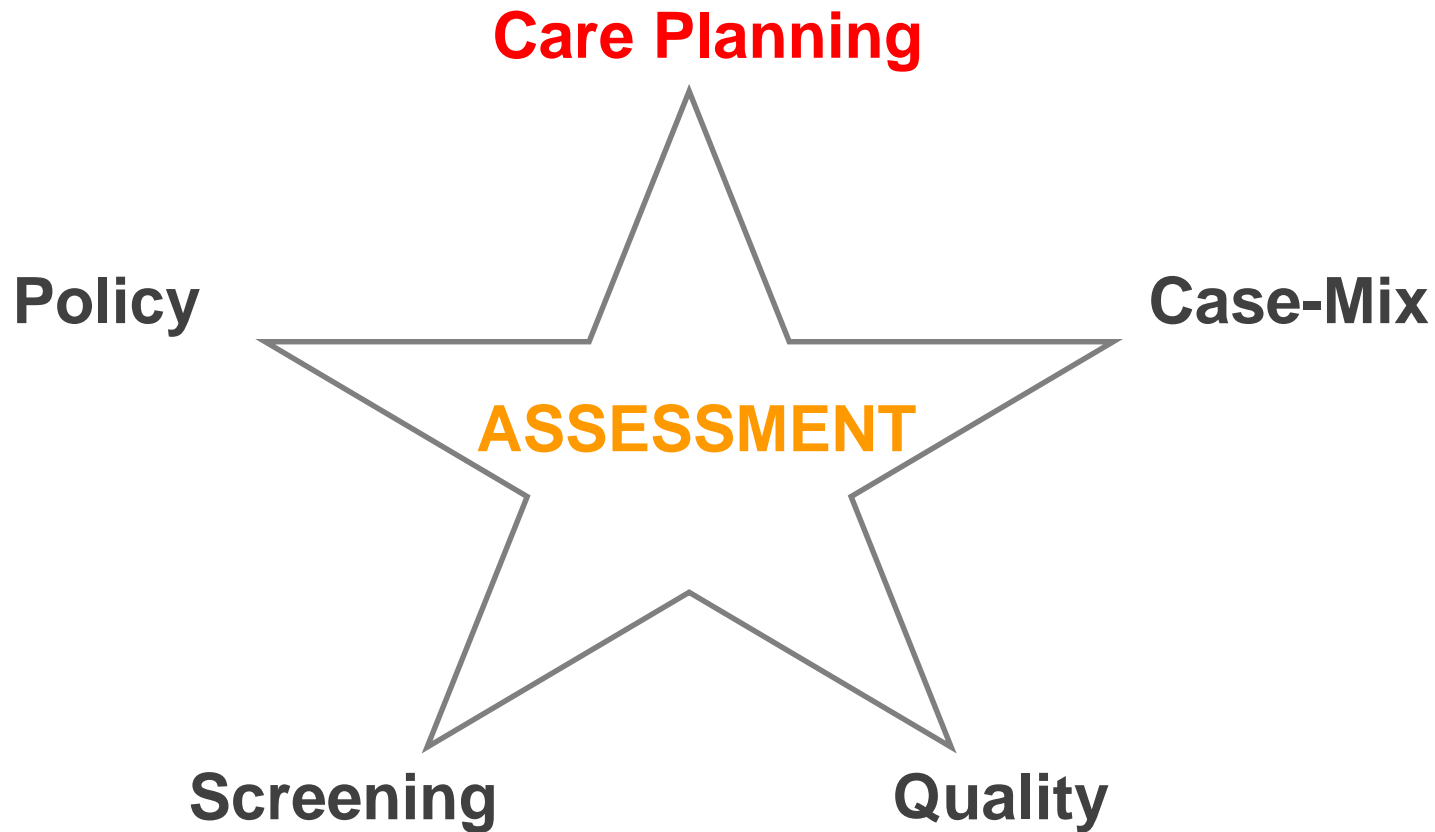 Care Planning
Policy
Case-Mix
ASSESSMENT
Screening
Quality